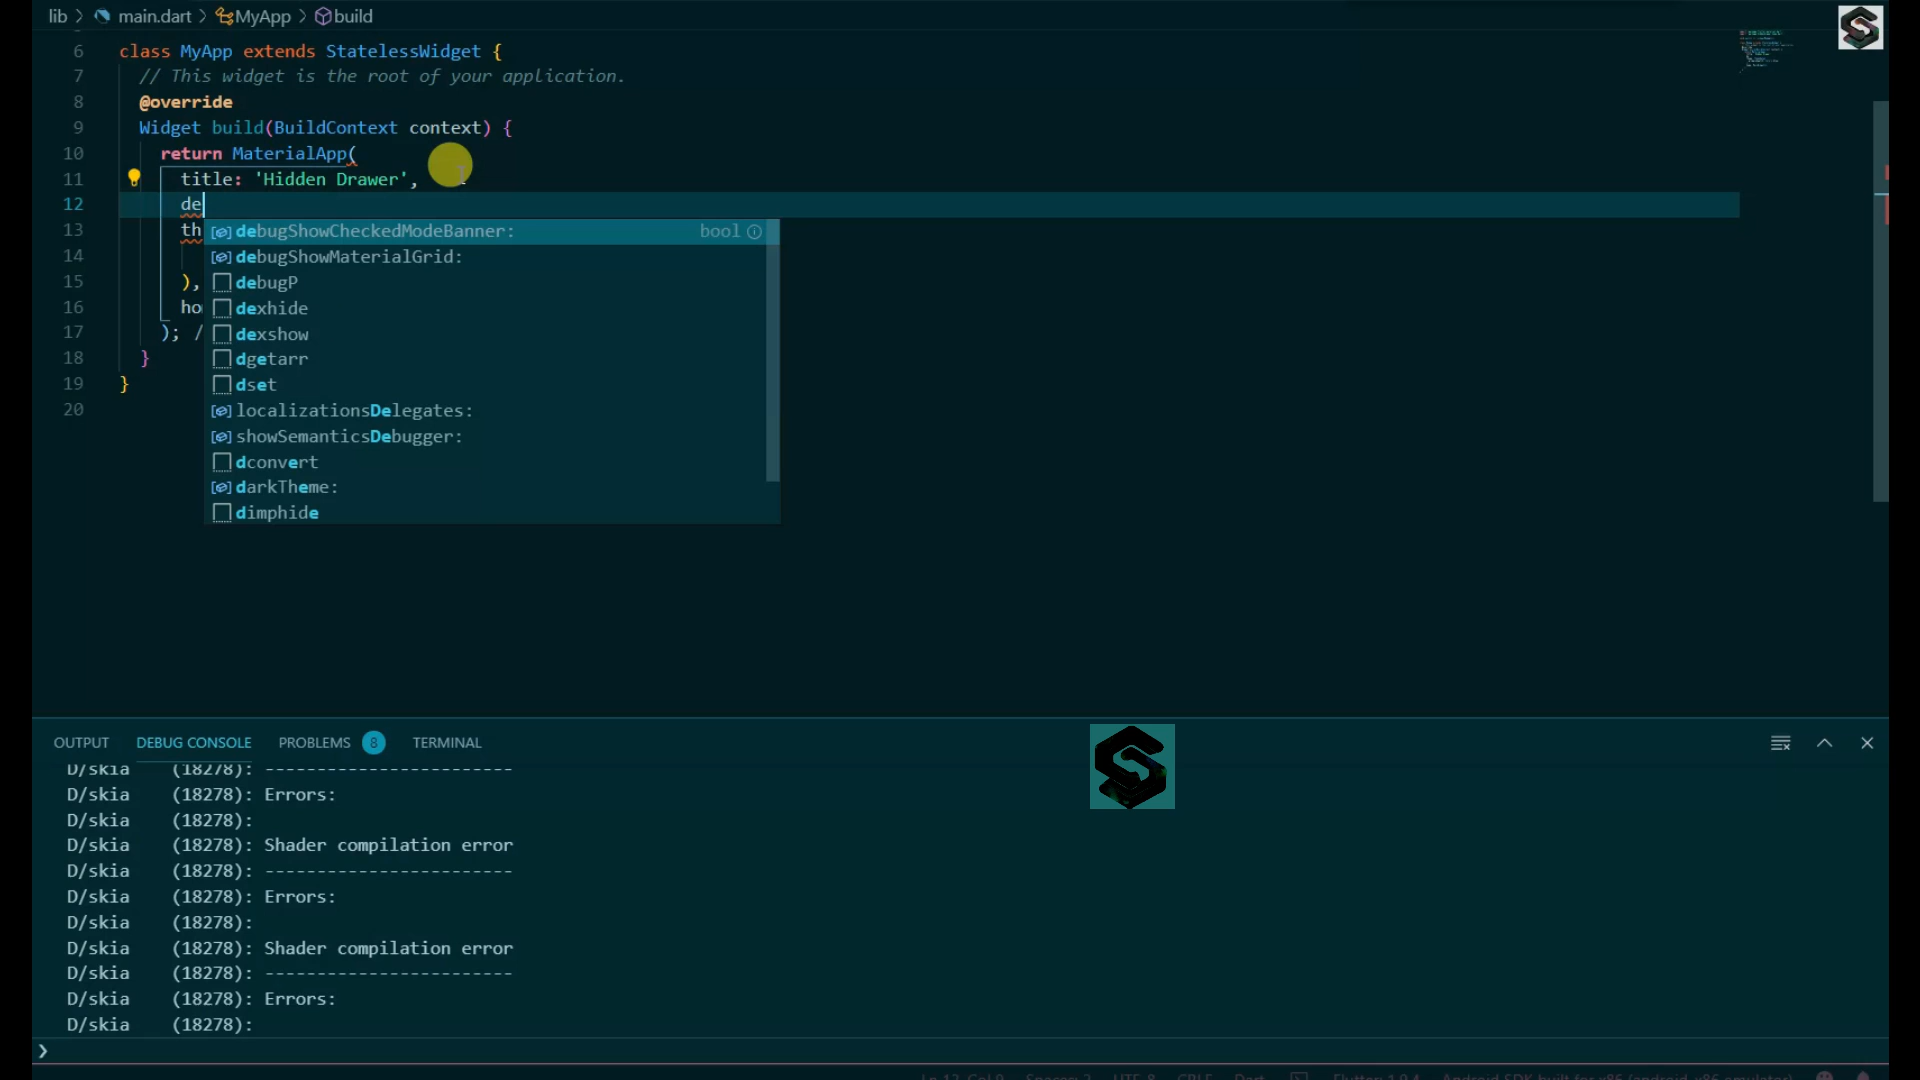 lib > main.dart > MyApp > build
6 class MyApp extends StatelessWidget {
7 // This widget is the root of your application.
8 @override
9 Widget build(BuildContext context) {
10 return MaterialApp(
11 title: 'Hidden Drawer',
12 de
13 th
debugShowCheckedModeBanner: bool
14
debugShowMaterialGrid:
15 ),
debugP
16 ho
dexhide
17 ); /
dexshow
18 }
dgetarr
19 }
dset
20
localizationsDelegates:
showSemanticsDebugger:
dconvert
darkTheme:
dimphide
OUTPUT DEBUG CONSOLE PROBLEMS 8 TERMINAL
D/skia (18278): ------------------------
D/skia (18278): Errors:
D/skia (18278):
D/skia (18278): Shader compilation error
D/skia (18278): ------------------------
D/skia (18278): Errors:
D/skia (18278):
D/skia (18278): Shader compilation error
D/skia (18278): ------------------------
D/skia (18278): Errors:
D/skia (18278):